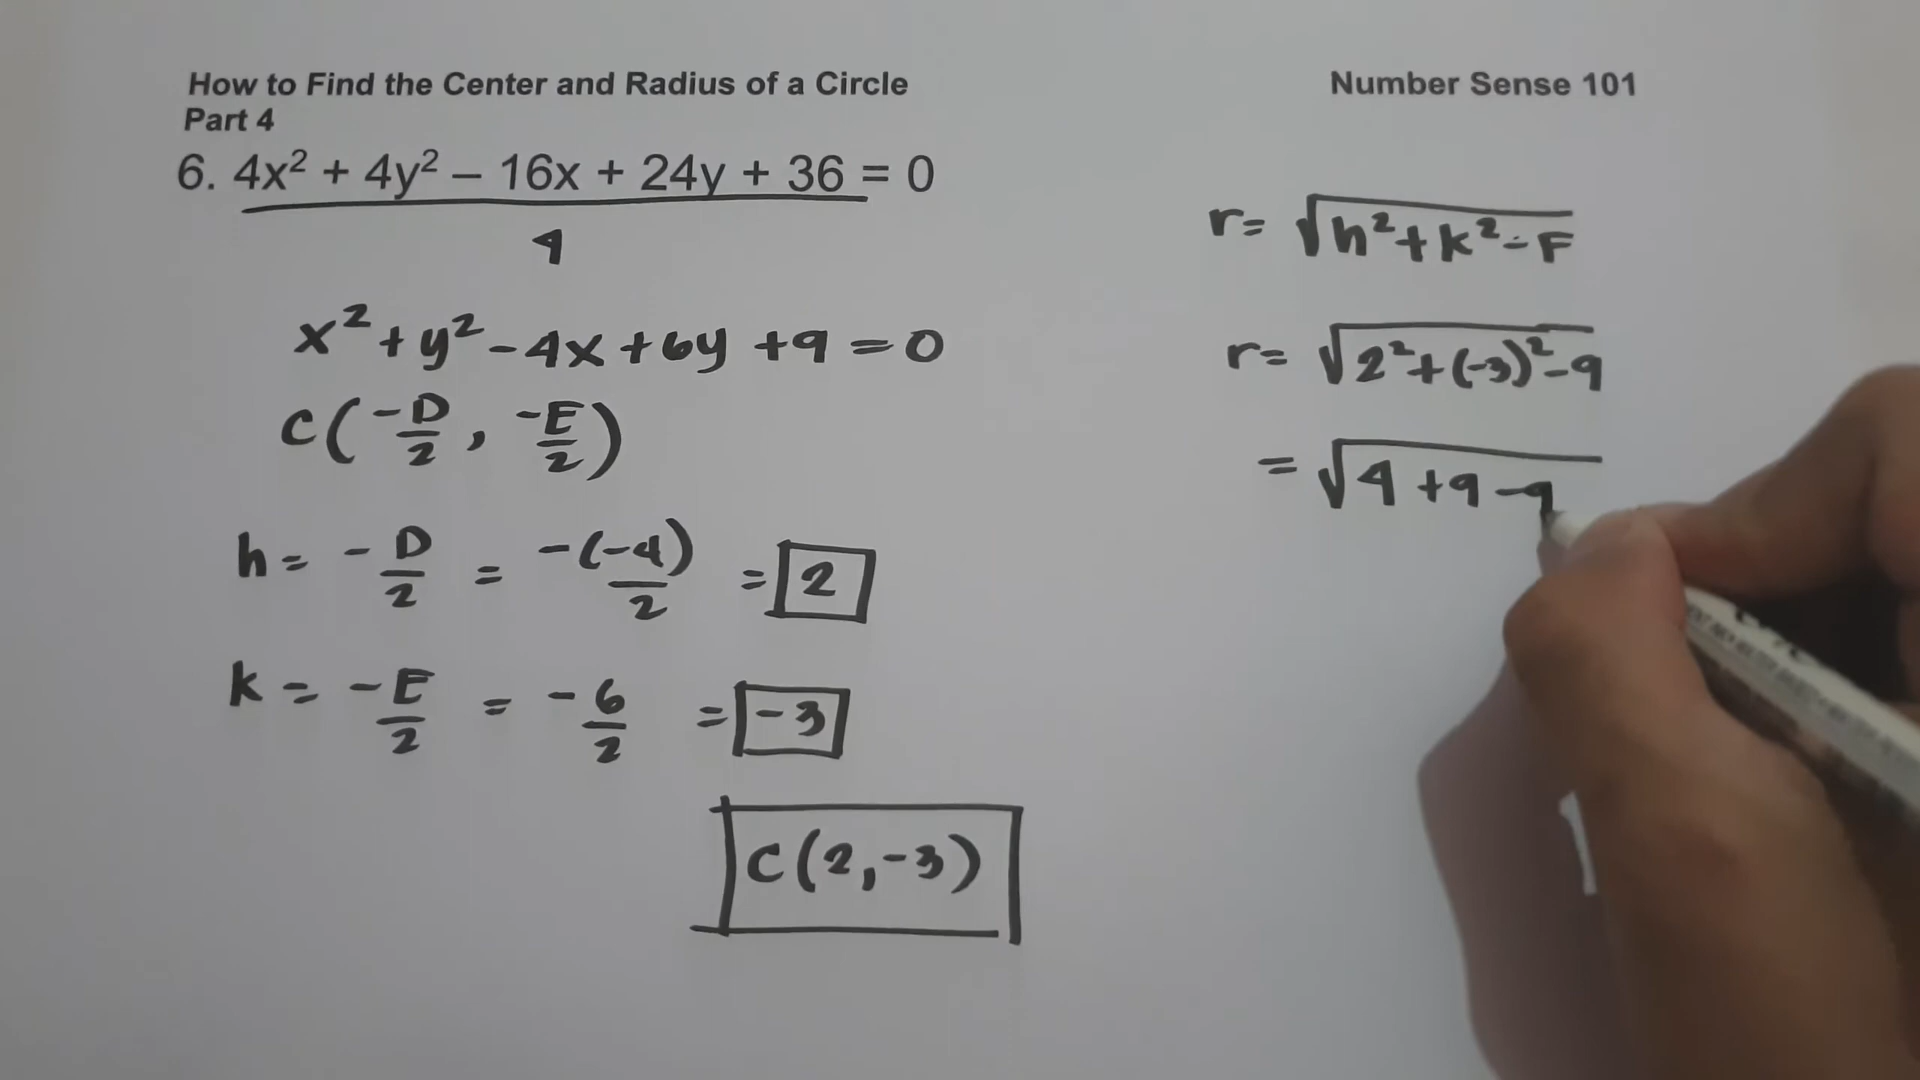 How to Find the Center and Radius of a Circle
Part 4
Number Sense 101
6. 4x² + 4y² – 16x + 24y + 36 = 0
4
x² + y² - 4x + 6y + 9 = 0
C(-D/2, -E/2)
h = -D/2 = -(-4)/2 = 2
k = -E/2 = -6/2 = -3
C(2,-3)
r = √h² + k² - F
r = √2² + (-3)² - 9
= √4 + 9 - 9